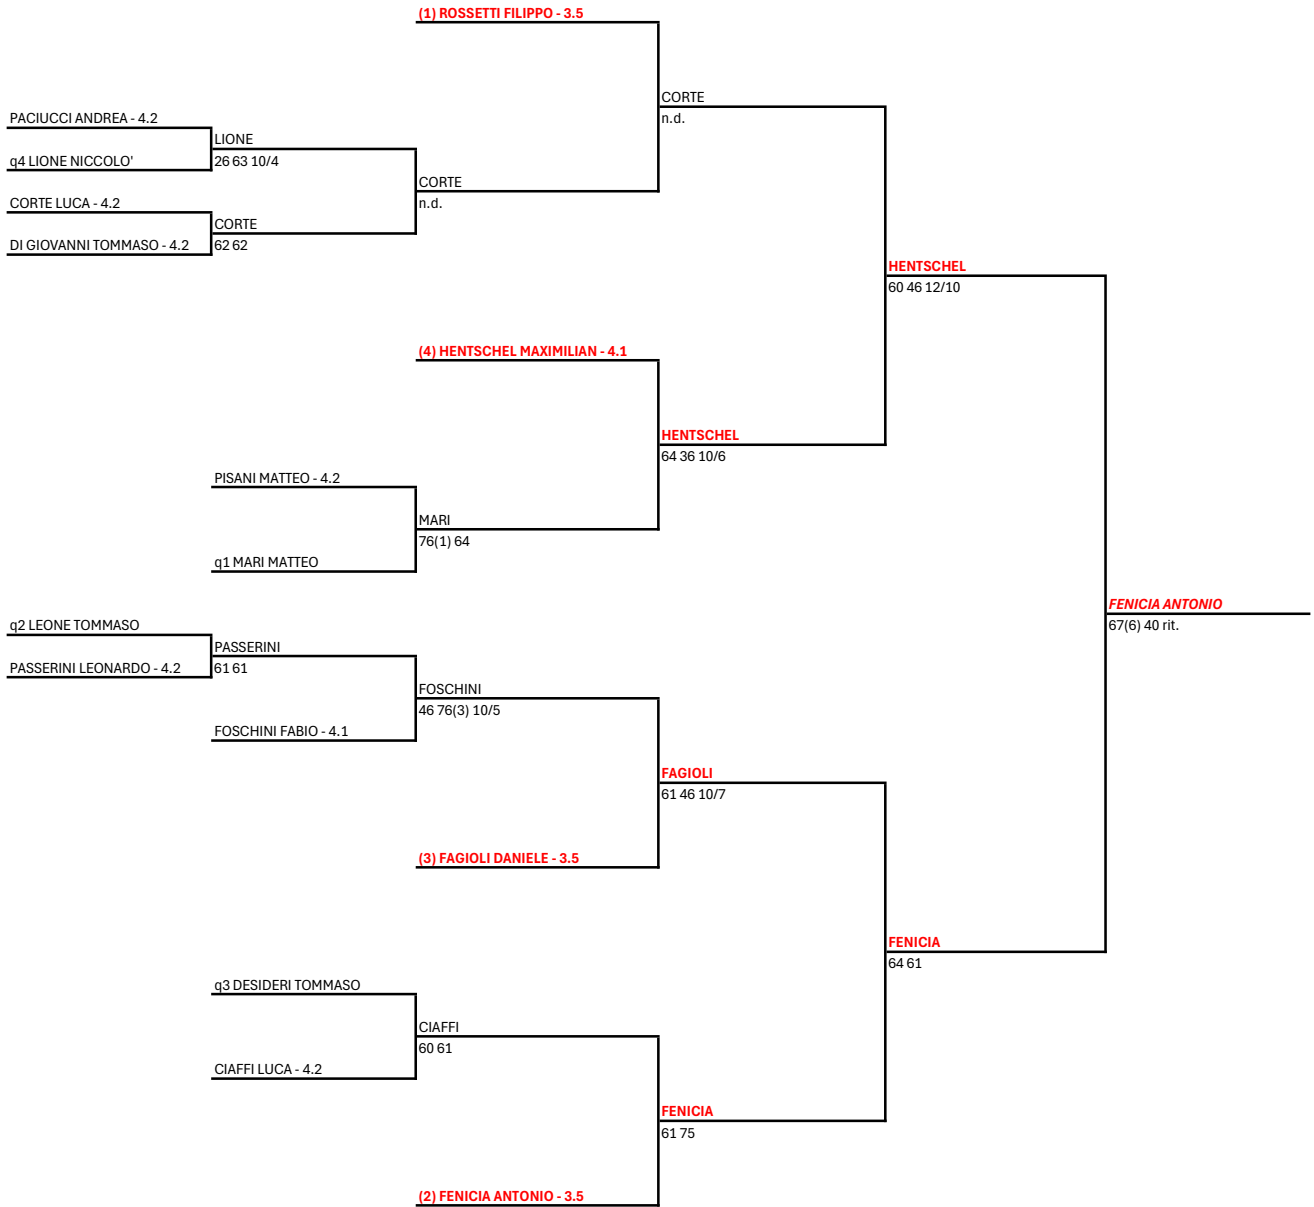 (1) ROSSETTI FILIPPO - 3.5
CORTE
n.d.
PACIUCCI ANDREA - 4.2
LIONE
q4 LIONE NICCOLO'
26 63 10/4
CORTE
CORTE LUCA - 4.2
n.d.
CORTE
DI GIOVANNI TOMMASO - 4.2
62 62
HENTSCHEL
60 46 12/10
(4) HENTSCHEL MAXIMILIAN - 4.1
HENTSCHEL
64 36 10/6
PISANI MATTEO - 4.2
MARI
76(1) 64
q1 MARI MATTEO
FENICIA ANTONIO
67(6) 40 rit.
q2 LEONE TOMMASO
PASSERINI
PASSERINI LEONARDO - 4.2
61 61
FOSCHINI
46 76(3) 10/5
FOSCHINI FABIO - 4.1
FAGIOLI
61 46 10/7
(3) FAGIOLI DANIELE - 3.5
FENICIA
64 61
q3 DESIDERI TOMMASO
CIAFFI
60 61
CIAFFI LUCA - 4.2
FENICIA
61 75
(2) FENICIA ANTONIO - 3.5